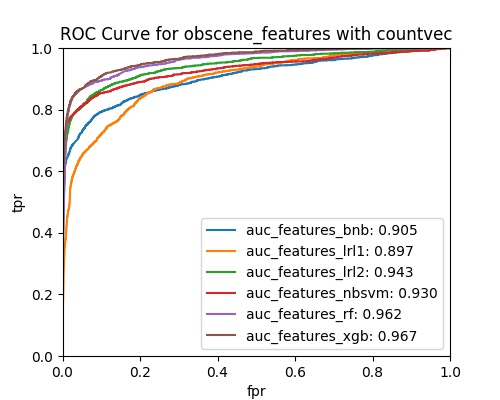 ROC Curve for obscene_features with countvec
1.0
0.8
0.6
0.4
0.2
0.0
tpr
auc_features_bnb: 0.905
auc_features_lrl1: 0.897
auc_features_lrl2: 0.943
auc_features_nbsvm: 0.930
auc_features_rf: 0.962
auc_features_xgb: 0.967
0.0 0.2 0.4 0.6 0.8 1.0
fpr